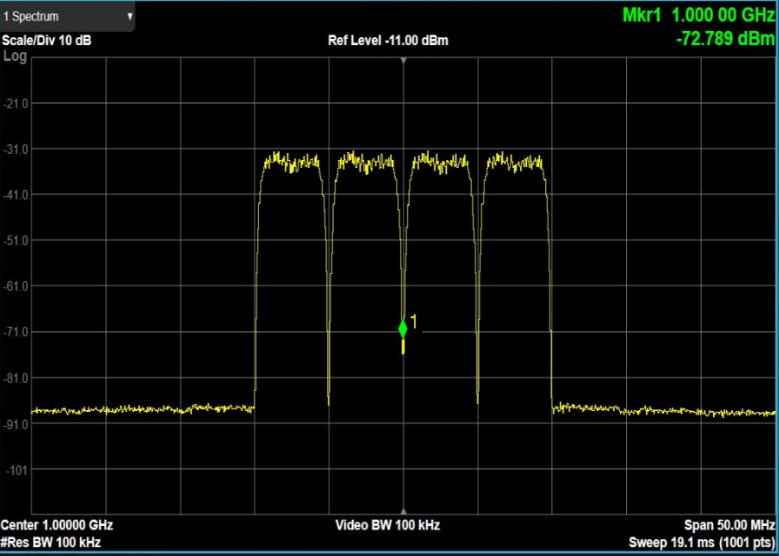 1 Spectrum
Mkr1 1.000 00 GHz
-72.789 dBm
Scale/Div 10 dB
Ref Level -11.00 dBm
Log
-21.0
-31.0
-41.0
-51.0
-61.0
1
-71.0
-81.0
-91.0
-101
Center 1.00000 GHz
Video BW 100 kHz
Span 50.00 MHz
#Res BW 100 kHz
Sweep 19.1 ms (1001 pts)